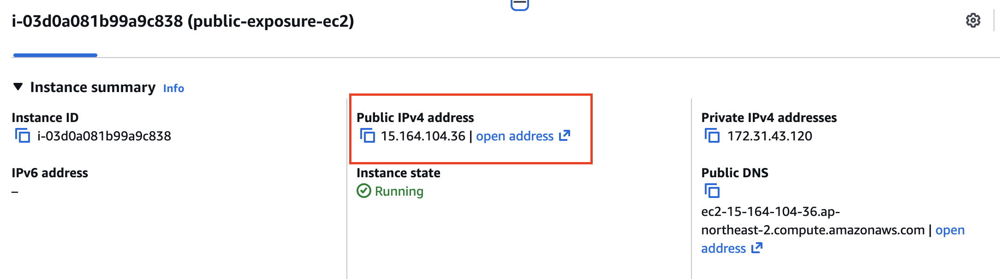 i-03d0a081b99a9c838 (public-exposure-ec2)
Instance summary Info
Instance ID
i-03d0a081b99a9c838
Public IPv4 address
15.164.104.36 | open address
Private IPv4 addresses
172.31.43.120
IPv6 address
–
Instance state
Running
Public DNS
ec2-15-164-104-36.ap-
northeast-2.compute.amazonaws.com | open
address